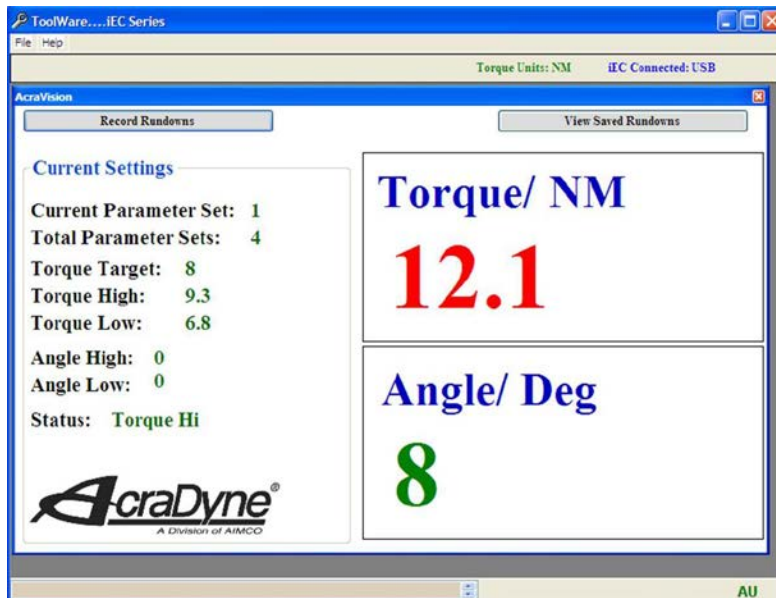 ToolWare....iEC Series
File Help
Torque Units: NM iEC Connected: USB
AcraVision
Record Rundowns
View Saved Rundowns
Current Settings
Current Parameter Set: 1
Total Parameter Sets: 4
Torque Target: 8
Torque High: 9.3
Torque Low: 6.8
Angle High: 0
Angle Low: 0
Status: Torque Hi
AcraDyne®
A Division of AIMCO
Torque/ NM
12.1
Angle/ Deg
8
AU